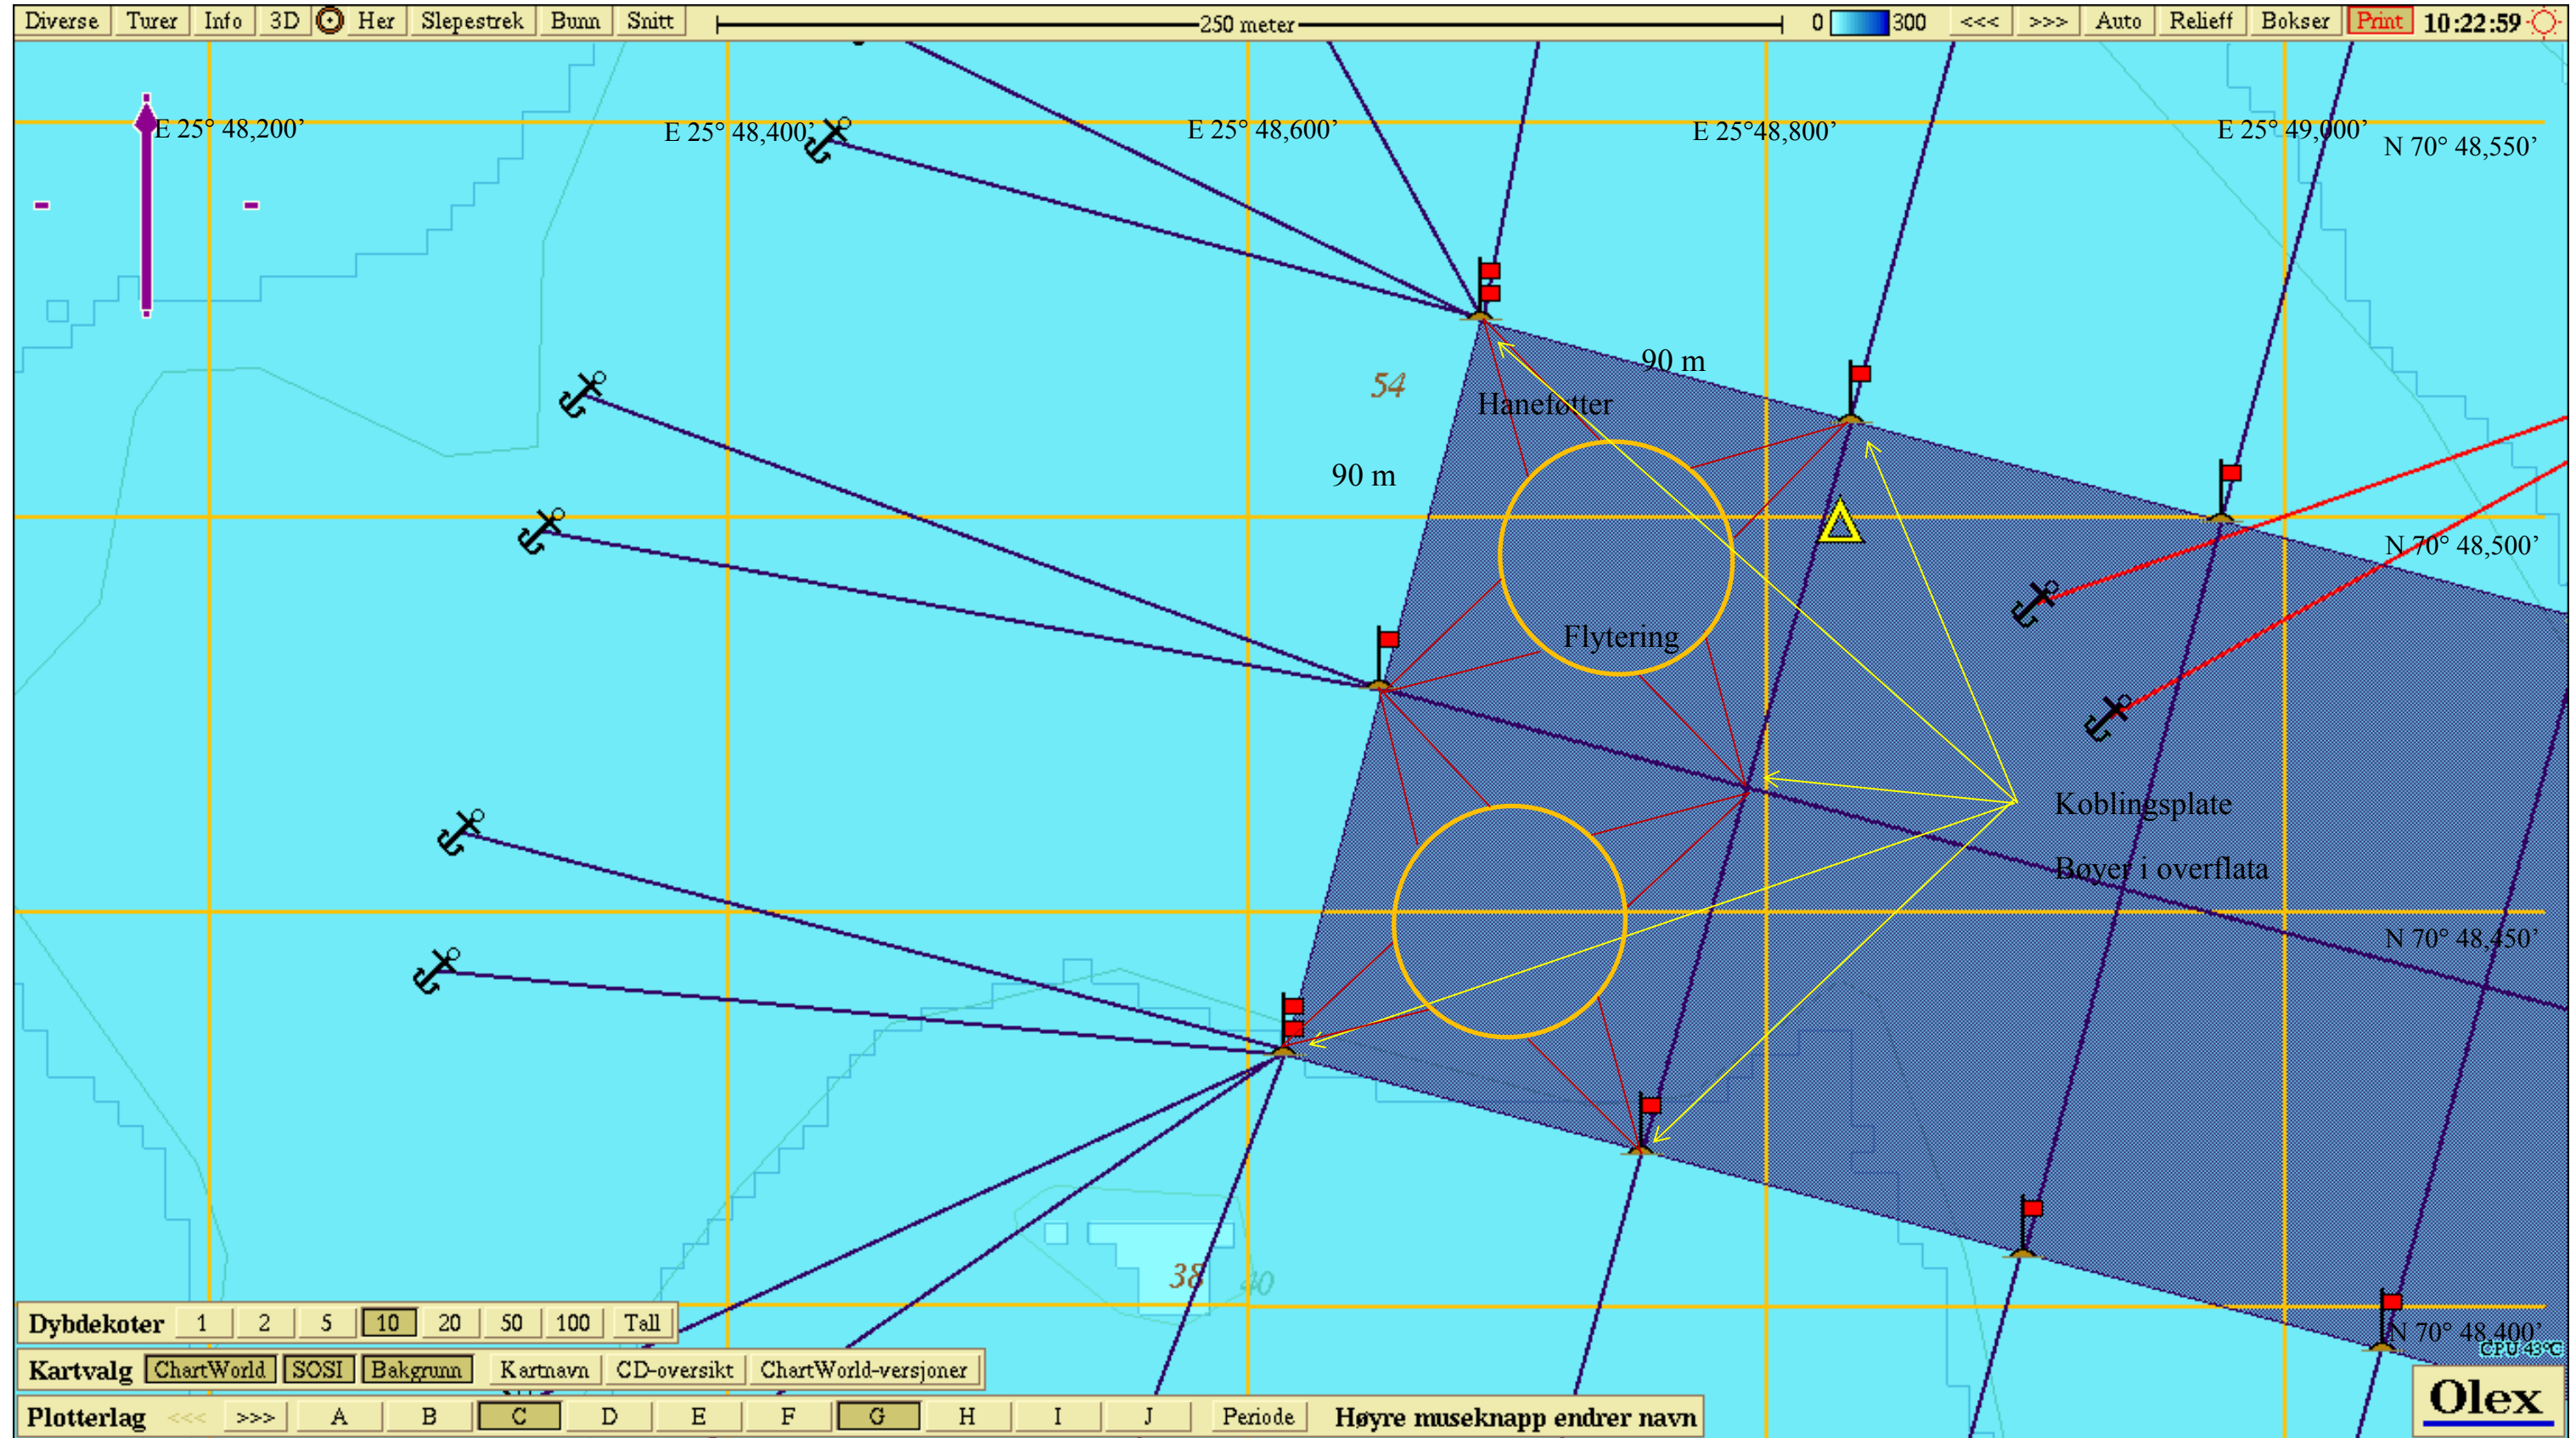 Diverse Turer Info 3D Her Slepestrek Bunn Snitt 250 meter 0 300 <<< >>> Auto Relieff Bokser Print 10:22:59
E 25° 48,200’ E 25° 48,400’ E 25° 48,600’ E 25°48,800’ E 25° 49,000’
N 70° 48,550’
90 m
54
Haneføtter
90 m
N 70° 48,500’
Flytering
Koblingsplate
Bøyer i overflata
N 70° 48,450’
38 40
Dybdekoter 1 2 5 10 20 50 100 Tall
N 70° 48,400’
CPU 43°C
Kartvalg ChartWorld SOSI Bakgrunn Kartnavn CD-oversikt ChartWorld-versjoner
Olex
Plotterlag <<< >>> A B C D E F G H I J Periode Høyre museknapp endrer navn